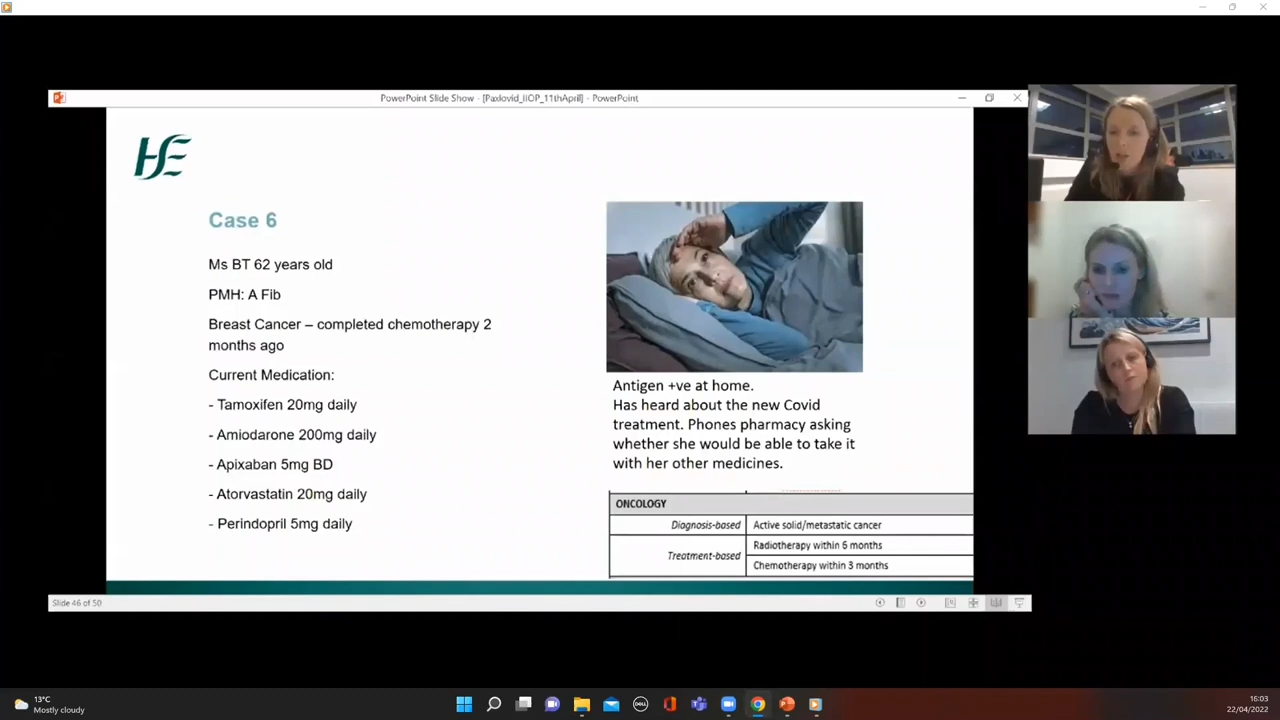 PowerPoint Slide Show - [Paxlovid_IIOP_11thApril] - PowerPoint
HSE
Case 6
Ms BT 62 years old
PMH: A Fib
Breast Cancer – completed chemotherapy 2
months ago
Current Medication:
- Tamoxifen 20mg daily
- Amiodarone 200mg daily
- Apixaban 5mg BD
- Atorvastatin 20mg daily
- Perindopril 5mg daily
Antigen +ve at home.
Has heard about the new Covid
treatment. Phones pharmacy asking
whether she would be able to take it
with her other medicines.
ONCOLOGY
Diagnosis-based Active solid/metastatic cancer
Treatment-based Radiotherapy within 6 months
Chemotherapy within 3 months
Slide 46 of 50
13°C
Mostly cloudy
DELL
16:03
22/04/2022